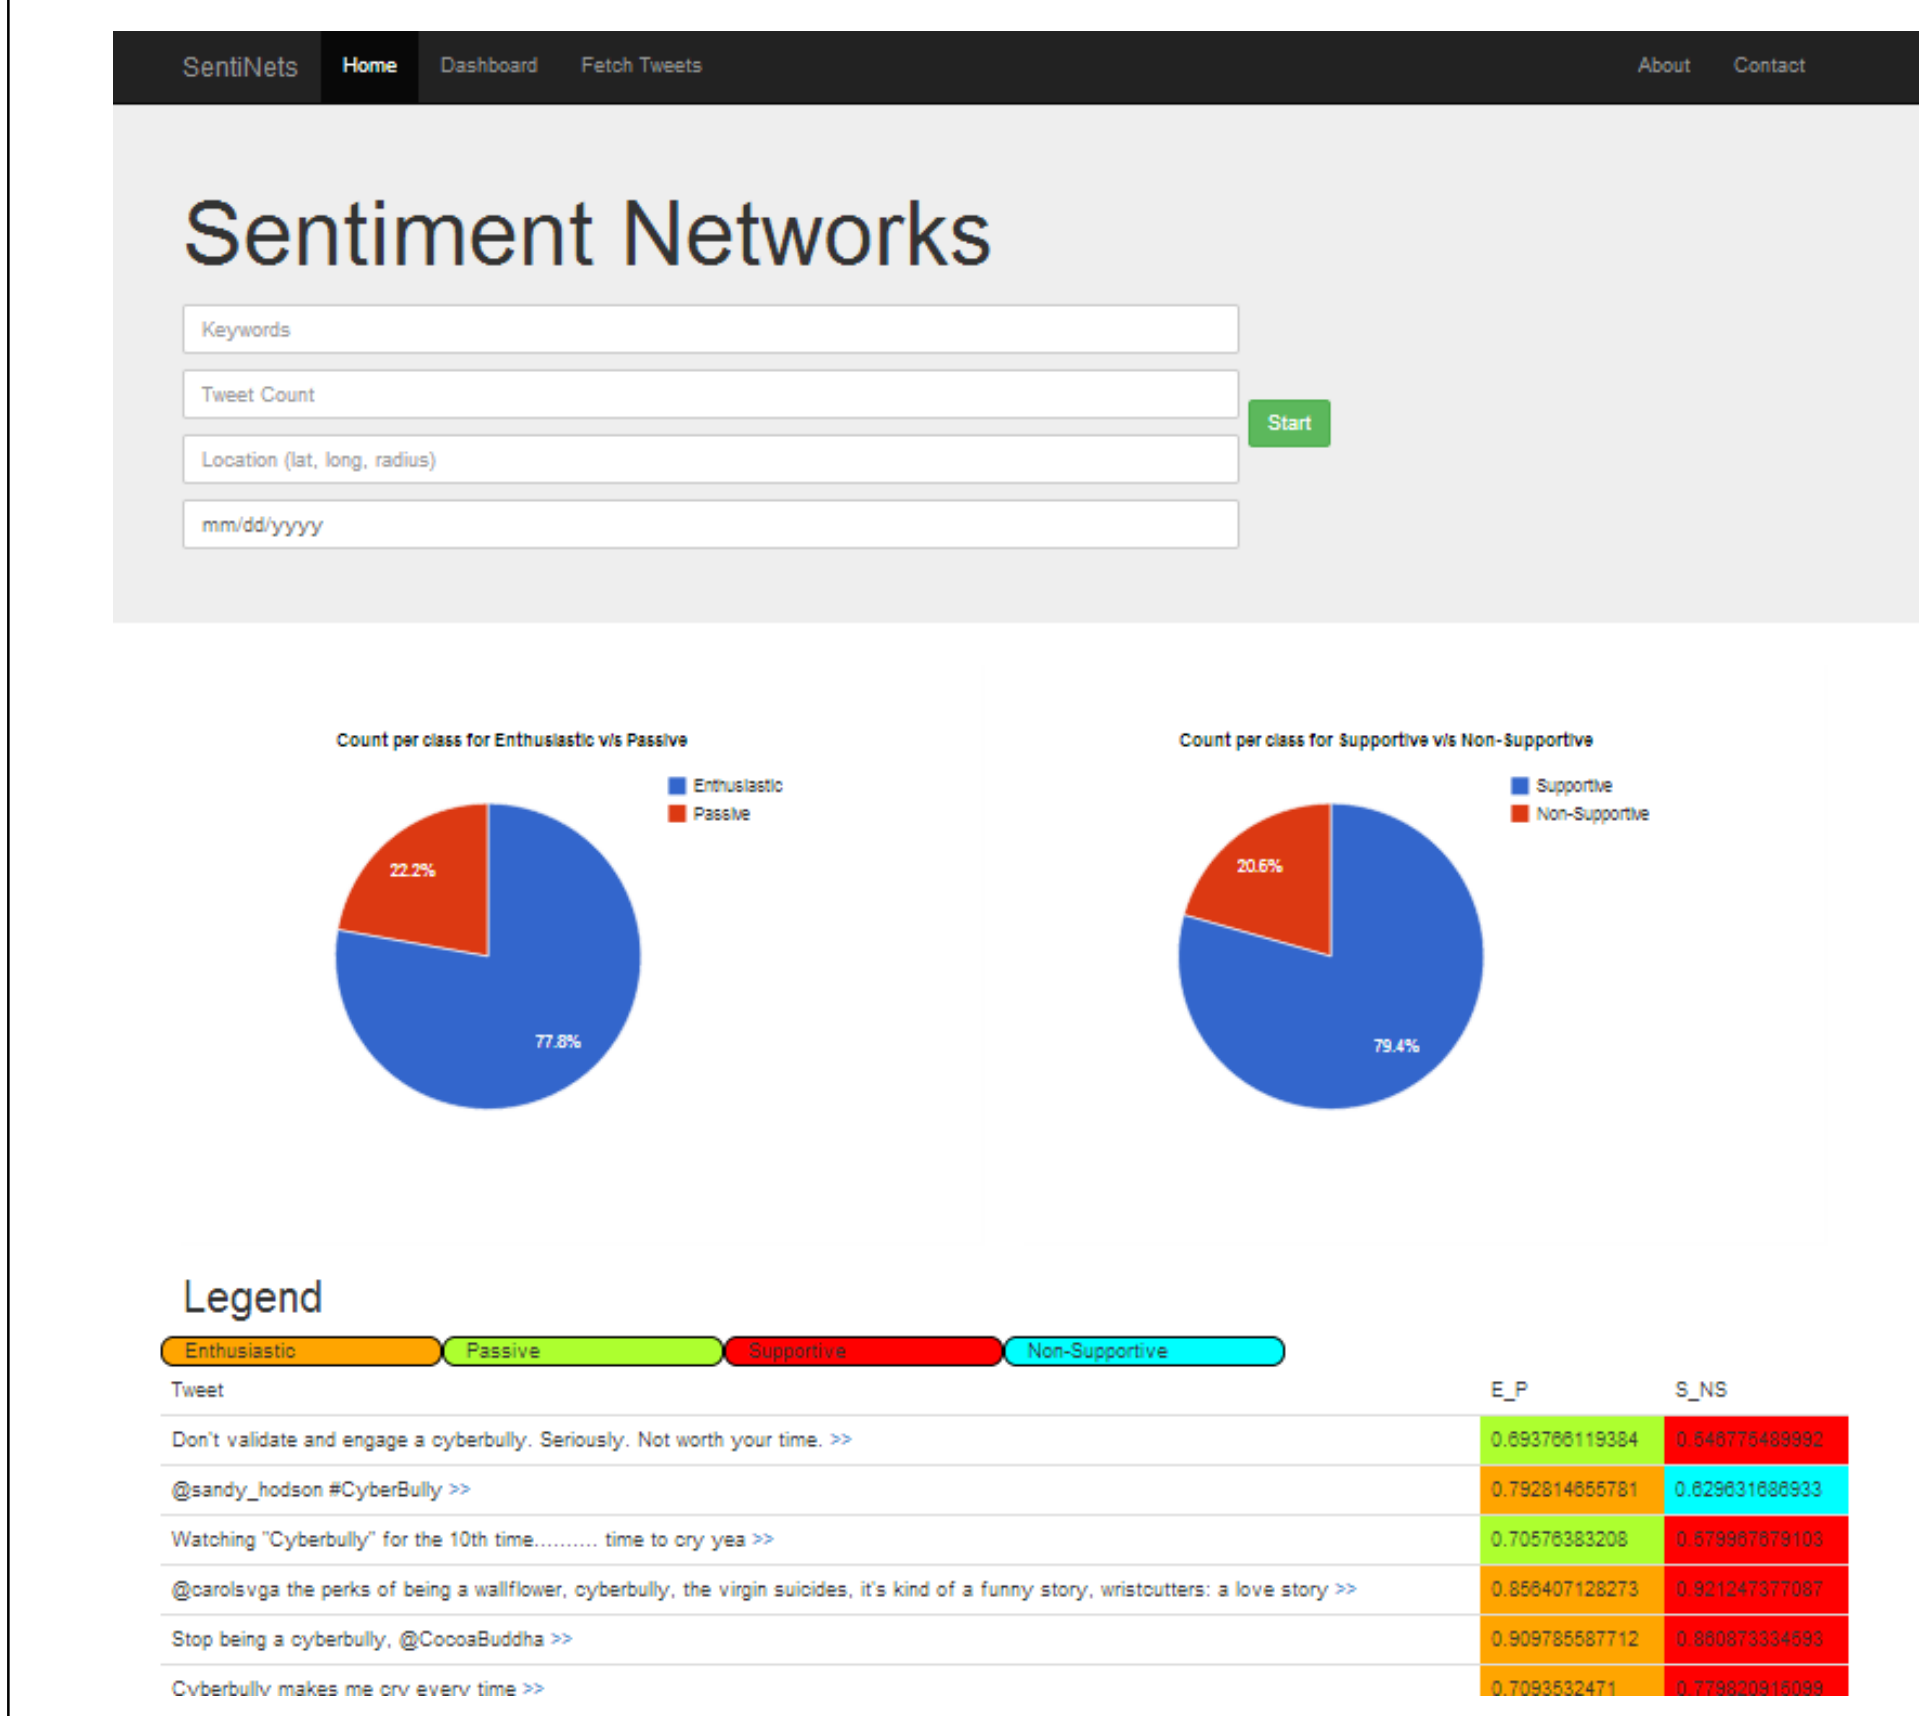 SentiNets Home Dashboard Fetch Tweets About Contact
Sentiment Networks
Keywords
Tweet Count
Start
Location (lat, long, radius)
mm/dd/yyyy
Count per class for Enthusiastic v/s Passive
Enthusiastic
Passive
22.2%
77.8%
Count per class for Supportive v/s Non-Supportive
Supportive
Non-Supportive
20.6%
79.4%
Legend
Enthusiastic Passive Supportive Non-Supportive
Tweet E_P S_NS
Don't validate and engage a cyberbully. Seriously. Not worth your time. >> 0.693766119384 0.546775489992
@sandy_hodson #CyberBully >> 0.792814655781 0.629631686933
Watching "Cyberbully" for the 10th time.......... time to cry yea >> 0.70576383208 0.579967679103
@carolsvga the perks of being a wallflower, cyberbully, the virgin suicides, it's kind of a funny story, wristcutters: a love story >> 0.856407128273 0.921247377087
Stop being a cyberbully, @CocoaBuddha >> 0.909785587712 0.860873334593
Cyberbully makes me cry every time >> 0.7093532471 0.779820915099